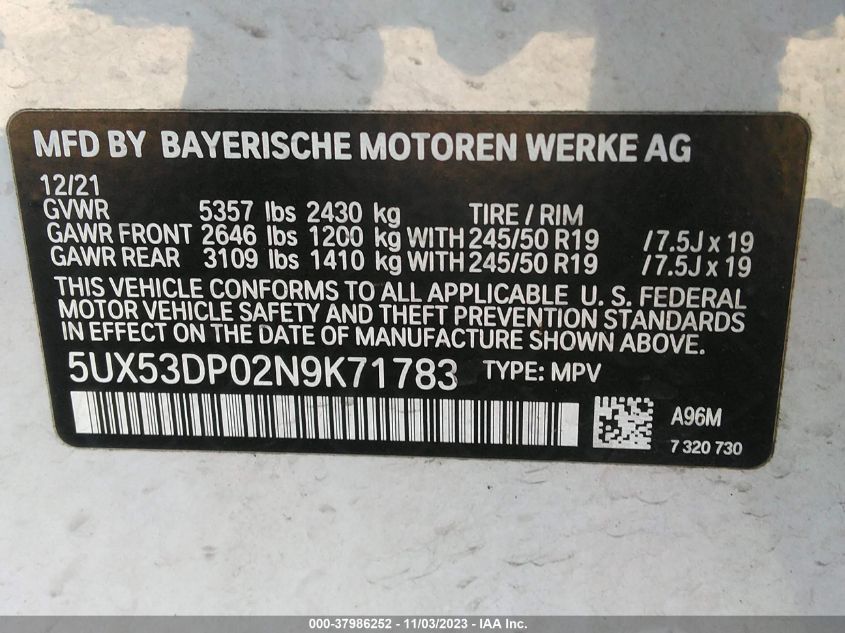 MFD BY BAYERISCHE MOTOREN WERKE AG
12/21
GVWR 5357 lbs 2430 kg TIRE / RIM
GAWR FRONT 2646 lbs 1200 kg WITH 245/50 R19 /7.5J x 19
GAWR REAR 3109 lbs 1410 kg WITH 245/50 R19 /7.5J x 19
THIS VEHICLE CONFORMS TO ALL APPLICABLE U. S. FEDERAL
MOTOR VEHICLE SAFETY AND THEFT PREVENTION STANDARDS
IN EFFECT ON THE DATE OF MANUFACTURE SHOWN ABOVE.
5UX53DP02N9K71783 TYPE: MPV
A96M
7 320 730
000-37986252 - 11/03/2023 - IAA Inc.